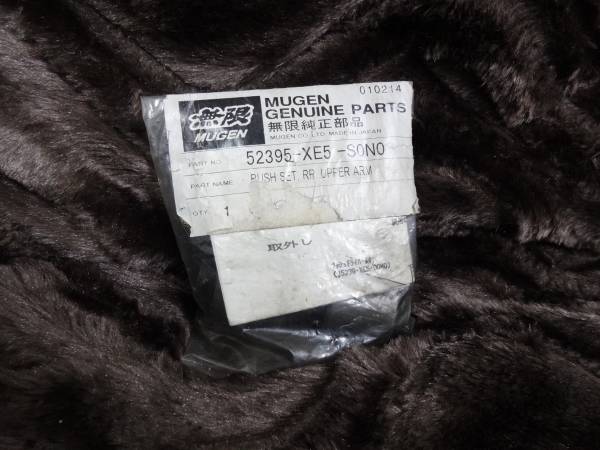 010214
無限
MUGEN
MUGEN
GENUINE PARTS
無限純正部品
MUGEN CO., LTD. MADE IN JAPAN
PART NO. 52395-XE5-S0N0
PART NAME PUSH SET, RR UPPER ARM
QTY. 1
取外し